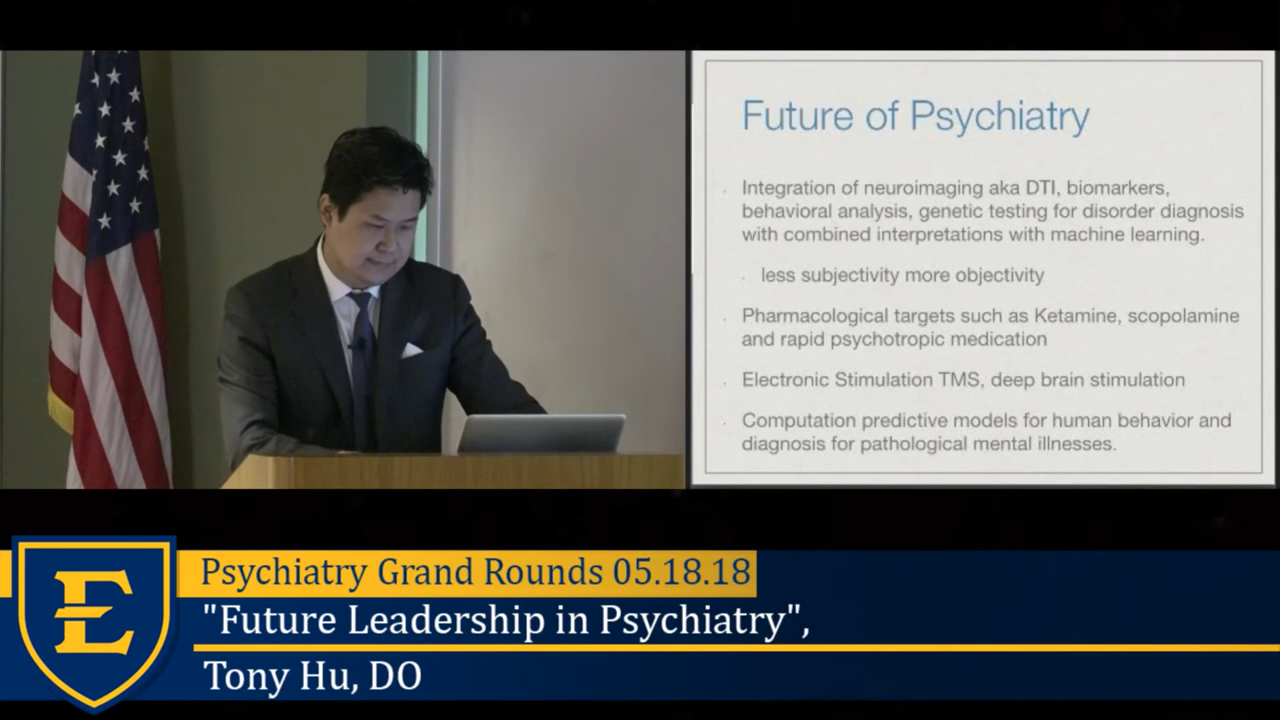 Future of Psychiatry
Integration of neuroimaging aka DTI, biomarkers,
behavioral analysis, genetic testing for disorder diagnosis
with combined interpretations with machine learning.
less subjectivity more objectivity
Pharmacological targets such as Ketamine, scopolamine
and rapid psychotropic medication
Electronic Stimulation TMS, deep brain stimulation
Computation predictive models for human behavior and
diagnosis for pathological mental illnesses.
E
Psychiatry Grand Rounds 05.18.18
"Future Leadership in Psychiatry",
Tony Hu, DO